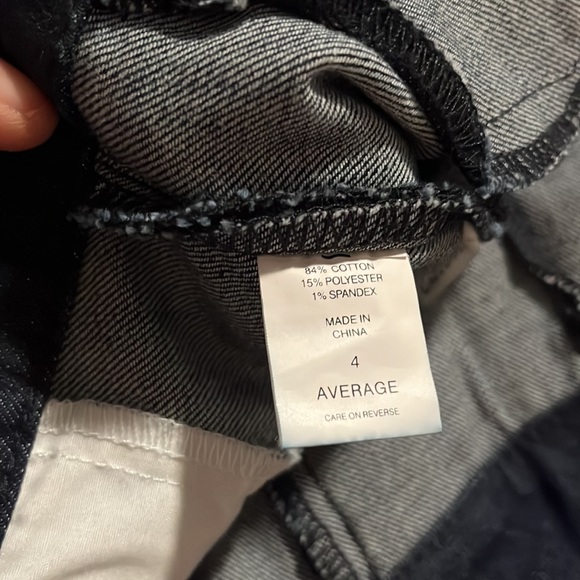 84% COTTON
15% POLYESTER
1% SPANDEX
MADE IN
CHINA
4
AVERAGE
CARE ON REVERSE